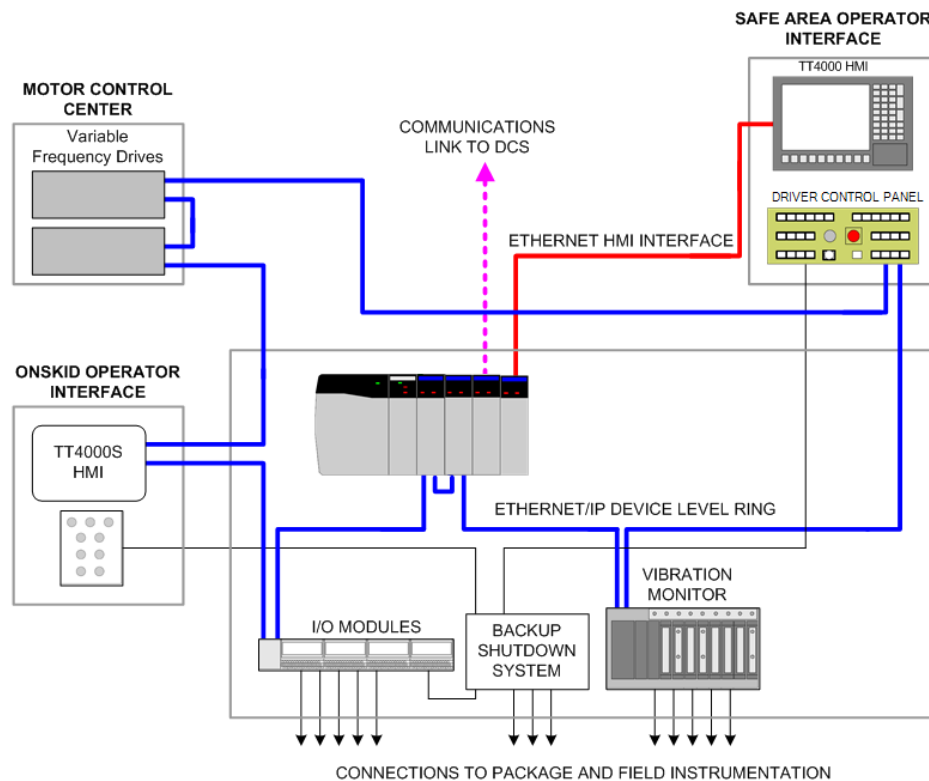 SAFE AREA OPERATOR
INTERFACE
TT4000 HMI
MOTOR CONTROL
CENTER
Variable
Frequency Drives
COMMUNICATIONS
LINK TO DCS
DRIVER CONTROL PANEL
ETHERNET HMI INTERFACE
ONSKID OPERATOR
INTERFACE
TT4000S
HMI
ETHERNET/IP DEVICE LEVEL RING
VIBRATION
MONITOR
I/O MODULES
BACKUP
SHUTDOWN
SYSTEM
CONNECTIONS TO PACKAGE AND FIELD INSTRUMENTATION